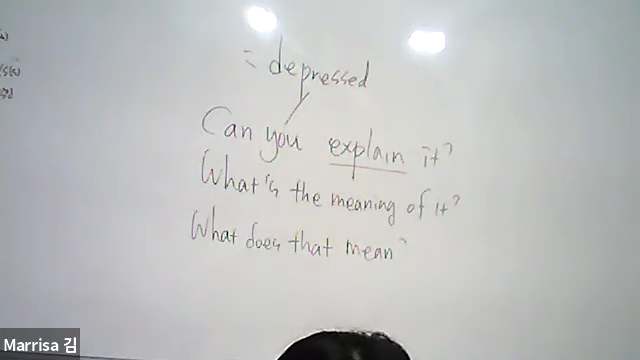 = depressed
Can you explain it?
What's the meaning of it?
What does that mean?
Marrisa 김